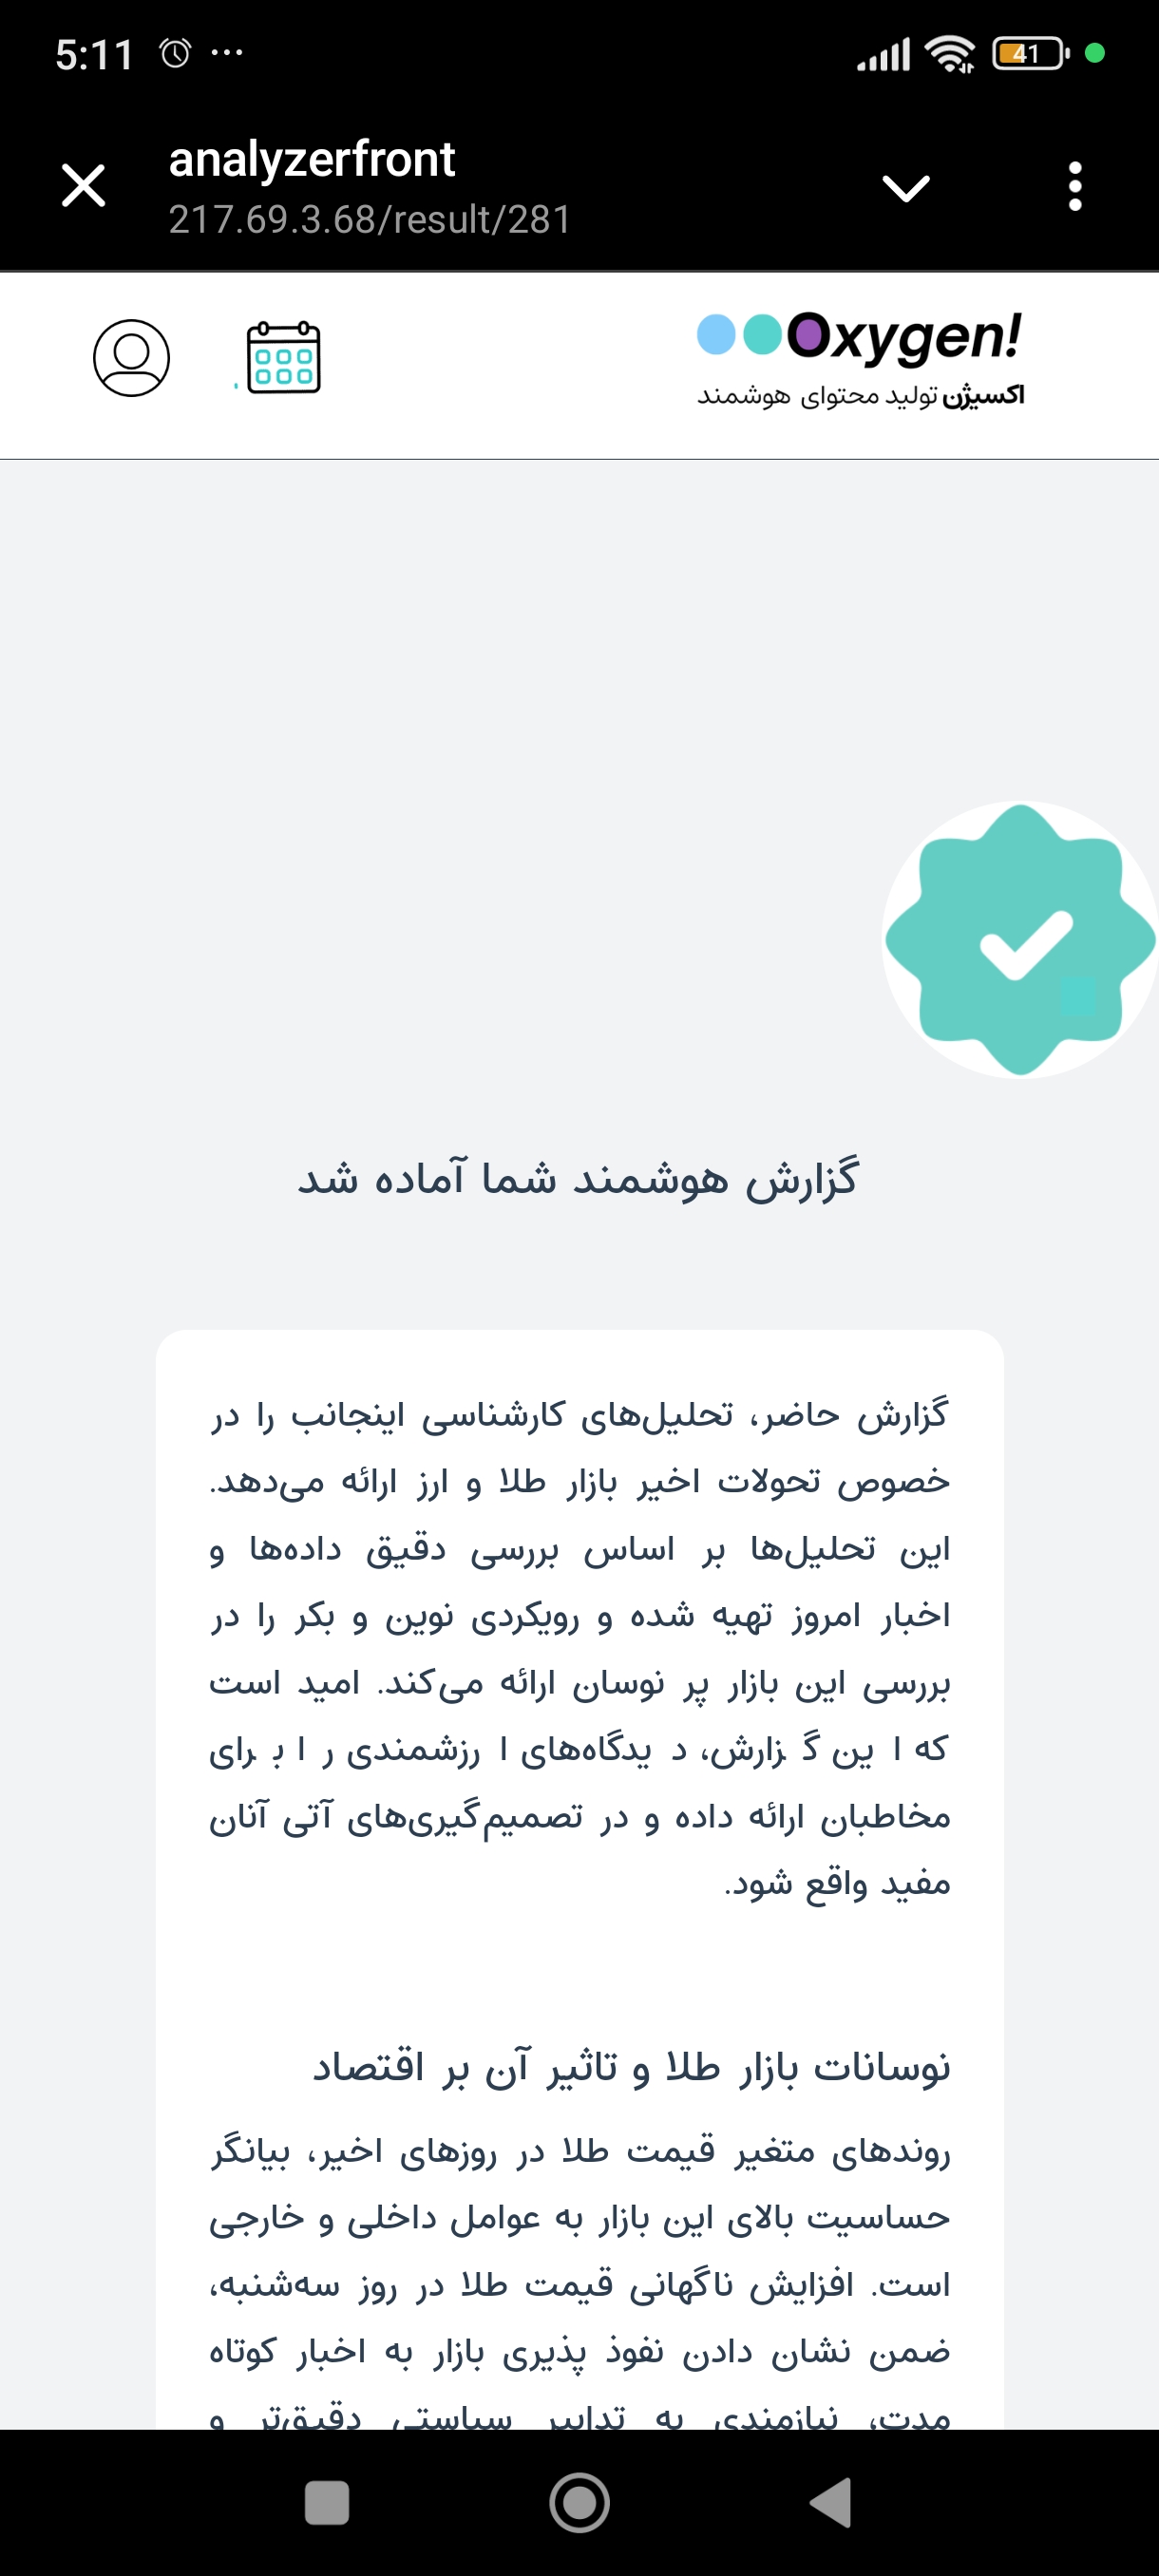 5:11
41
analyzerfront
217.69.3.68/result/281
Oxygen!
اکسیژن تولید محتوای هوشمند
گزارش هوشمند شما آماده شد
گزارش حاضر، تحلیل‌های کارشناسی اینجانب را در
خصوص تحولات اخیر بازار طلا و ارز ارائه می‌دهد.
این تحلیل‌ها بر اساس بررسی دقیق داده‌ها و
اخبار امروز تهیه شده و رویکردی نوین و بکر را در
بررسی این بازار پر نوسان ارائه می‌کند. امید است
که این گزارش، دیدگاه‌های ارزشمندی را برای
مخاطبان ارائه داده و در تصمیم‌گیری‌های آتی آنان
مفید واقع شود.
نوسانات بازار طلا و تاثیر آن بر اقتصاد
روندهای متغیر قیمت طلا در روزهای اخیر، بیانگر
حساسیت بالای این بازار به عوامل داخلی و خارجی
است. افزایش ناگهانی قیمت طلا در روز سه‌شنبه،
ضمن نشان دادن نفوذ پذیری بازار به اخبار کوتاه
مدت، نیازمندی به تدابیر سیاستی دقیق‌تر و